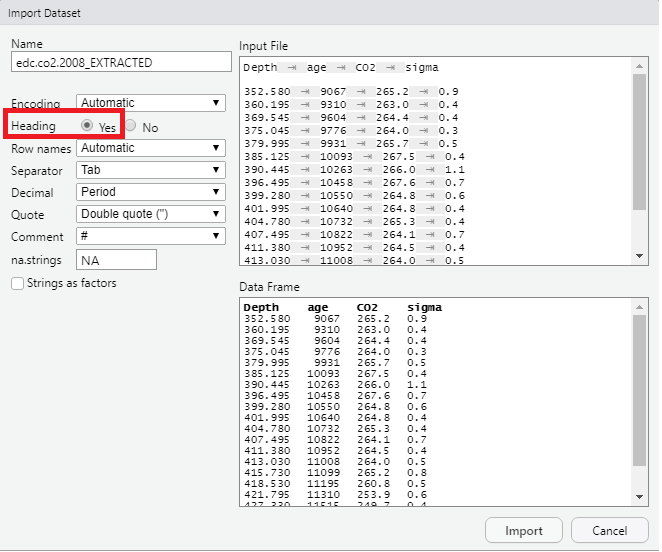 Import Dataset
Name
edc.co2.2008_EXTRACTED
Encoding Automatic
Heading Yes No
Row names Automatic
Separator Tab
Decimal Period
Quote Double quote (")
Comment #
na.strings NA
Strings as factors
Input File
Depth ⇥ age ⇥ CO2 ⇥ sigma
352.580 ⇥ 9067 ⇥ 265.2 ⇥ 0.9
360.195 ⇥ 9310 ⇥ 263.0 ⇥ 0.4
369.545 ⇥ 9604 ⇥ 264.4 ⇥ 0.4
375.045 ⇥ 9776 ⇥ 264.0 ⇥ 0.3
379.995 ⇥ 9931 ⇥ 265.7 ⇥ 0.5
385.125 ⇥ 10093 ⇥ 267.5 ⇥ 0.4
390.445 ⇥ 10263 ⇥ 266.0 ⇥ 1.1
396.495 ⇥ 10458 ⇥ 267.6 ⇥ 0.7
399.280 ⇥ 10550 ⇥ 264.8 ⇥ 0.6
401.995 ⇥ 10640 ⇥ 264.8 ⇥ 0.4
404.780 ⇥ 10732 ⇥ 265.3 ⇥ 0.4
407.495 ⇥ 10822 ⇥ 264.1 ⇥ 0.7
411.380 ⇥ 10952 ⇥ 264.5 ⇥ 0.4
413.030 ⇥ 11008 ⇥ 264.0 ⇥ 0.5
Data Frame
Depth age CO2 sigma
352.580 9067 265.2 0.9
360.195 9310 263.0 0.4
369.545 9604 264.4 0.4
375.045 9776 264.0 0.3
379.995 9931 265.7 0.5
385.125 10093 267.5 0.4
390.445 10263 266.0 1.1
396.495 10458 267.6 0.7
399.280 10550 264.8 0.6
401.995 10640 264.8 0.4
404.780 10732 265.3 0.4
407.495 10822 264.1 0.7
411.380 10952 264.5 0.4
413.030 11008 264.0 0.5
415.730 11099 265.2 0.8
418.530 11195 260.8 0.5
421.795 11310 253.9 0.6
427.330 11515 249.7 0.4
Import Cancel